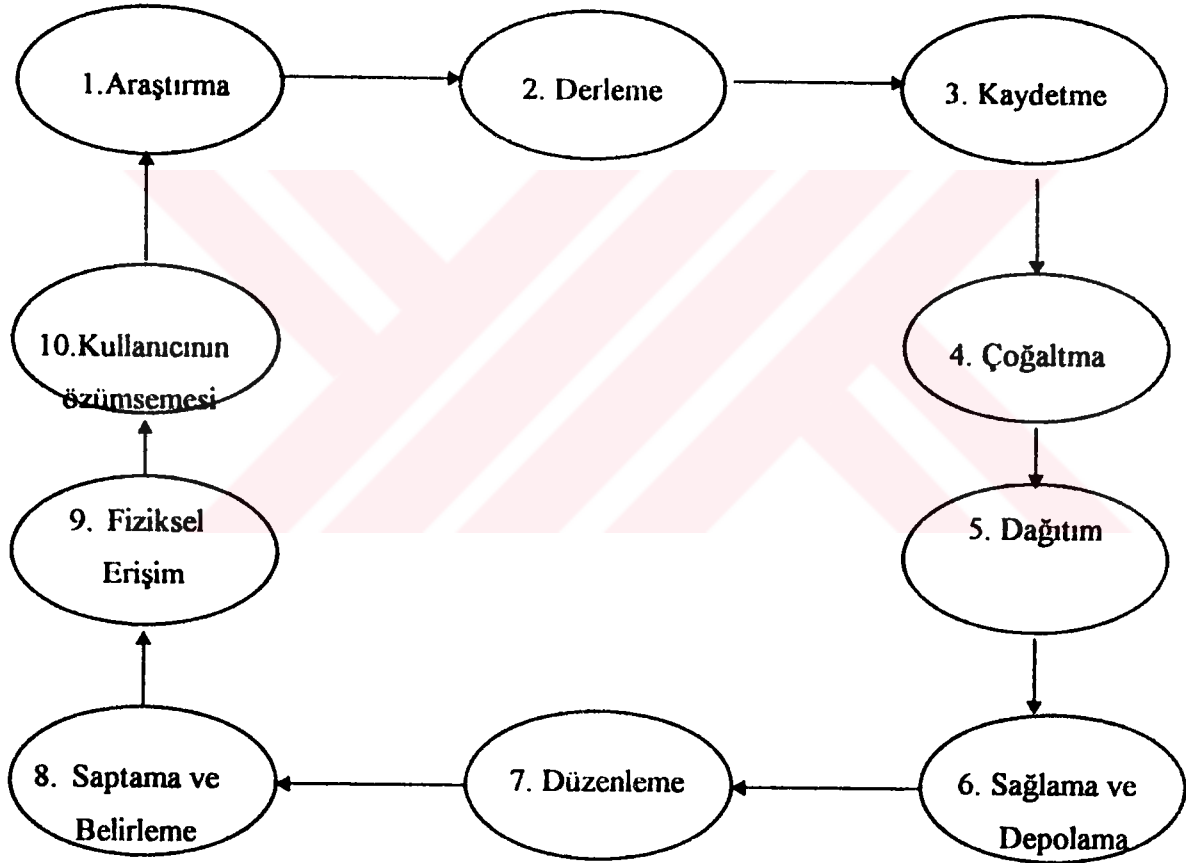 1.Araştırma
2. Derleme
3. Kaydetme
4. Çoğaltma
5. Dağıtım
6. Sağlama ve
Depolama
7. Düzenleme
8. Saptama ve
Belirleme
9. Fiziksel
Erişim
10.Kullanıcının
özümsemesi